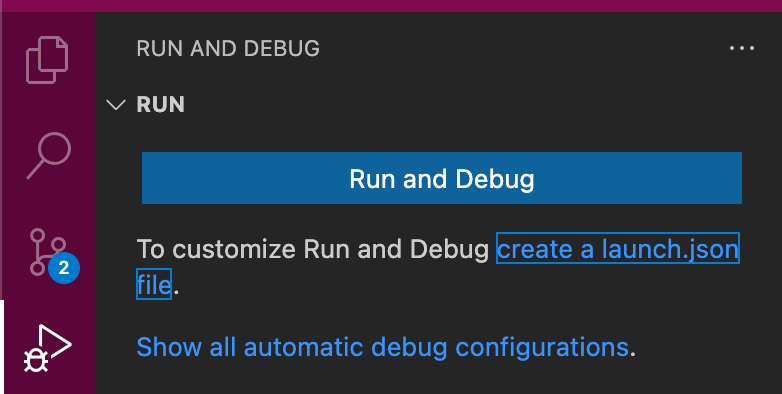 RUN AND DEBUG
RUN
Run and Debug
To customize Run and Debug create a launch.json
file.
2
Show all automatic debug configurations.